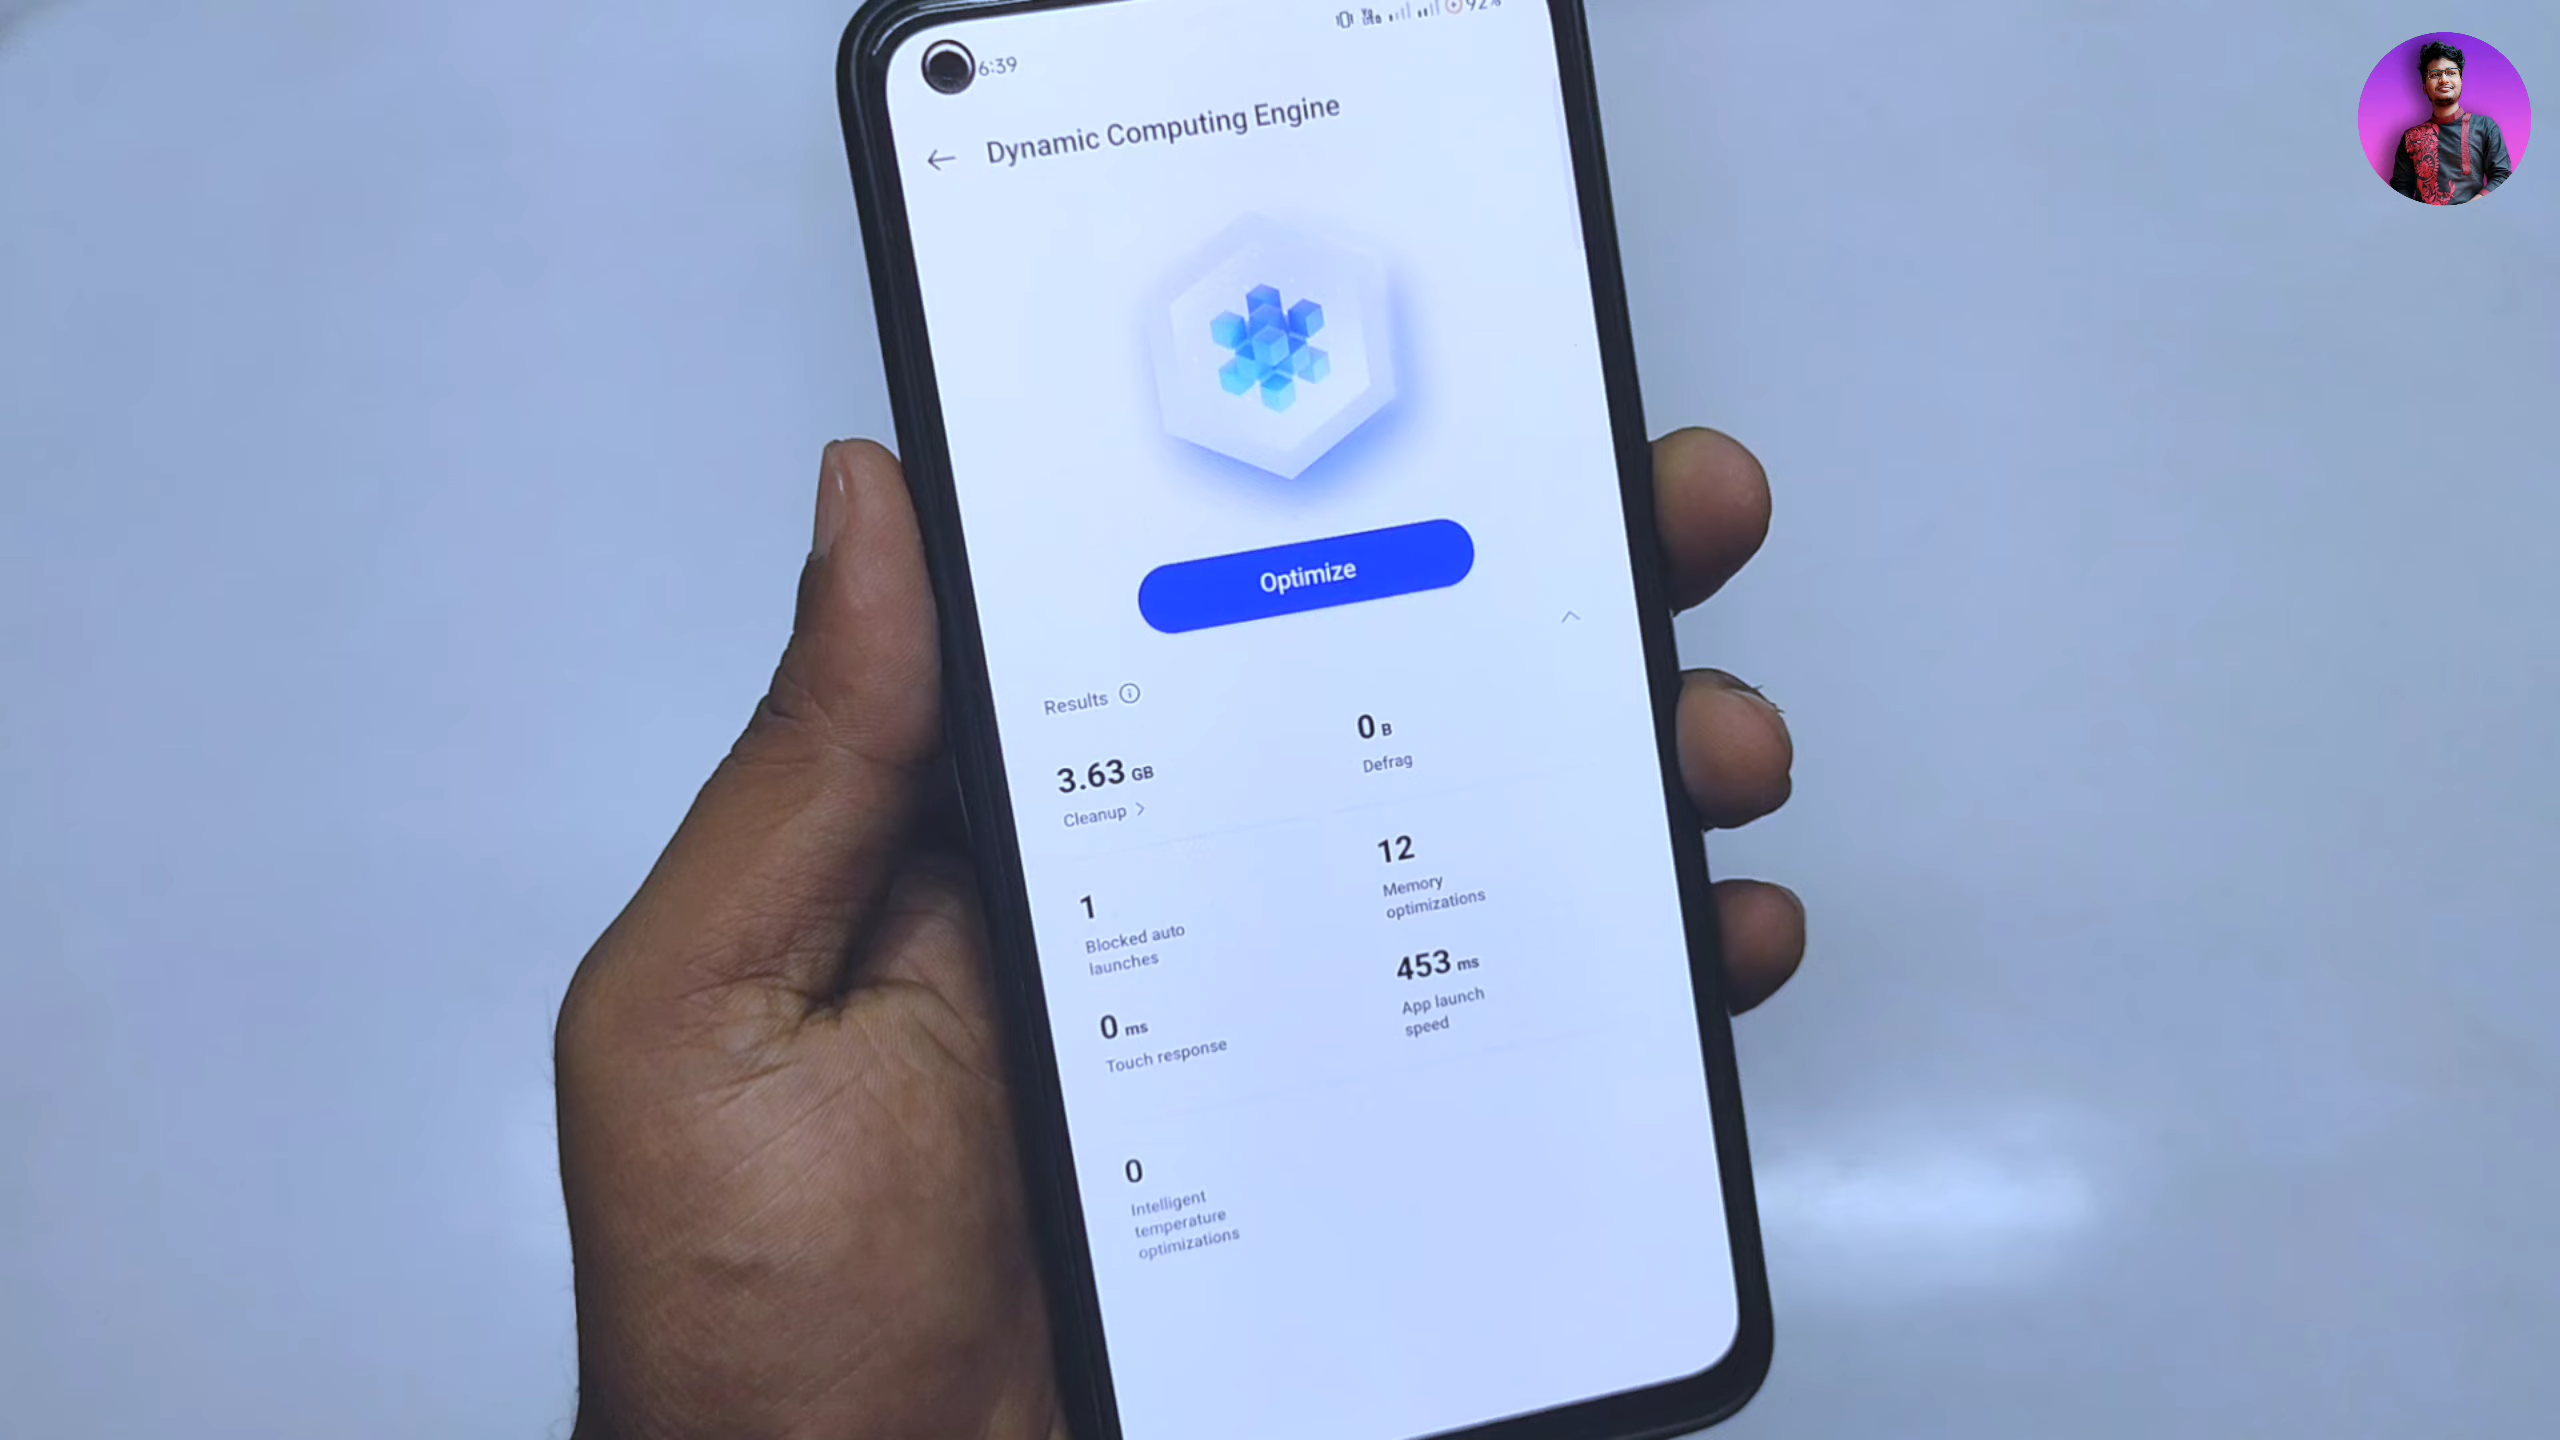 6:39
92%
Dynamic Computing Engine
Optimize
Results
3.63 GB
Cleanup
0 B
Defrag
1
Blocked auto
launches
12
Memory
optimizations
0 ms
Touch response
453 ms
App launch
speed
0
Intelligent
temperature
optimizations